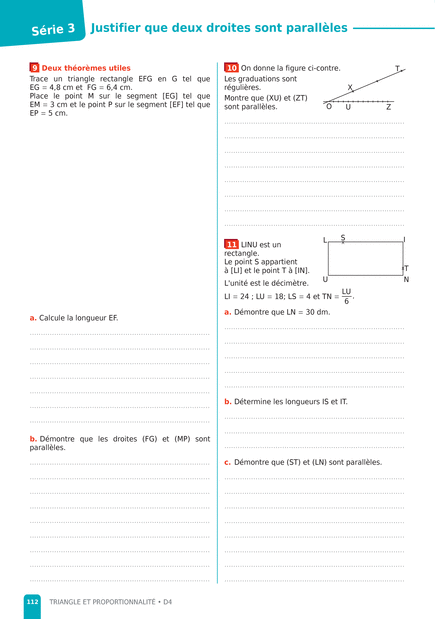 Série 3
Justifier que deux droites sont parallèles
9 Deux théorèmes utiles
Trace un triangle rectangle EFG en G tel que
EG = 4,8 cm et FG = 6,4 cm.
Place le point M sur le segment [EG] tel que
EM = 3 cm et le point P sur le segment [EF] tel que
EP = 5 cm.
a. Calcule la longueur EF.
b. Démontre que les droites (FG) et (MP) sont
parallèles.
10 On donne la figure ci-contre.
Les graduations sont
régulières.
Montre que (XU) et (ZT)
sont parallèles.
T
X
O U Z
11 LINU est un
rectangle.
Le point S appartient
à [LI] et le point T à [IN].
L'unité est le décimètre.
LI = 24 ; LU = 18; LS = 4 et TN = LU/6.
L S I
T
U N
a. Démontre que LN = 30 dm.
b. Détermine les longueurs IS et IT.
c. Démontre que (ST) et (LN) sont parallèles.
112 TRIANGLE ET PROPORTIONNALITÉ • D4